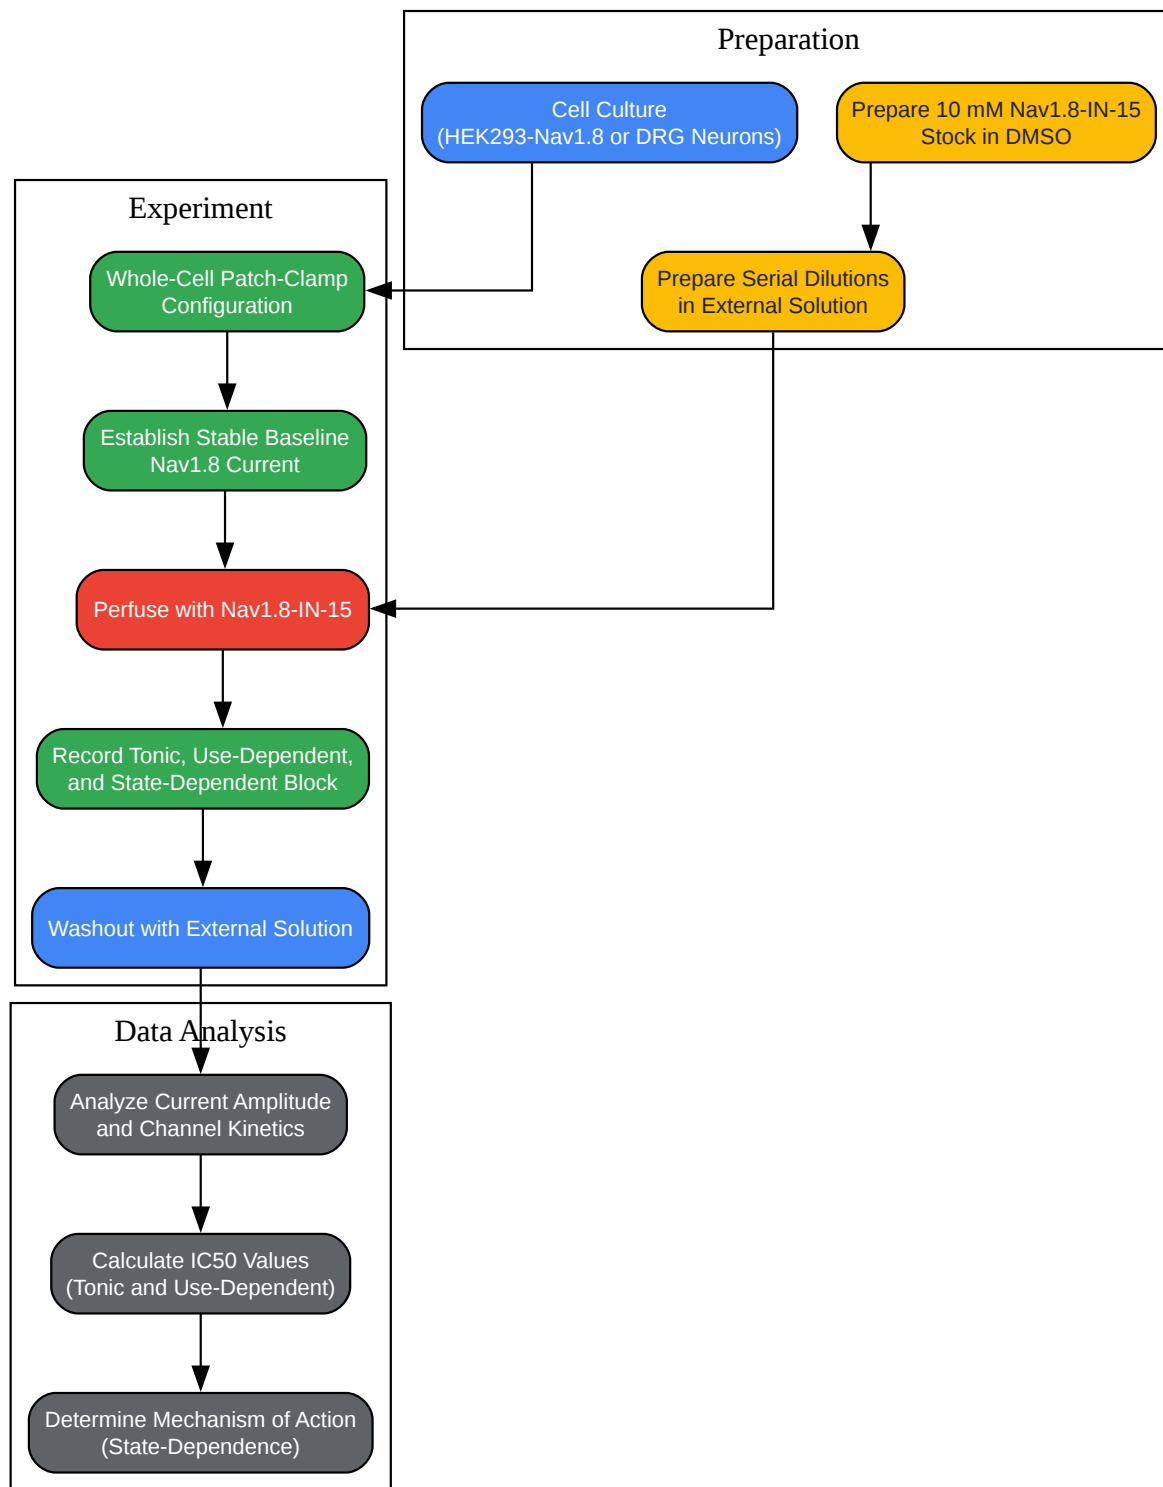 Preparation
Cell Culture
(HEK293-Nav1.8 or DRG Neurons)
Prepare 10 mM Nav1.8-IN-15
Stock in DMSO
Prepare Serial Dilutions
in External Solution
Experiment
Whole-Cell Patch-Clamp
Configuration
Establish Stable Baseline
Nav1.8 Current
Perfuse with Nav1.8-IN-15
Record Tonic, Use-Dependent,
and State-Dependent Block
Washout with External Solution
Data Analysis
Analyze Current Amplitude
and Channel Kinetics
Calculate IC50 Values
(Tonic and Use-Dependent)
Determine Mechanism of Action
(State-Dependence)